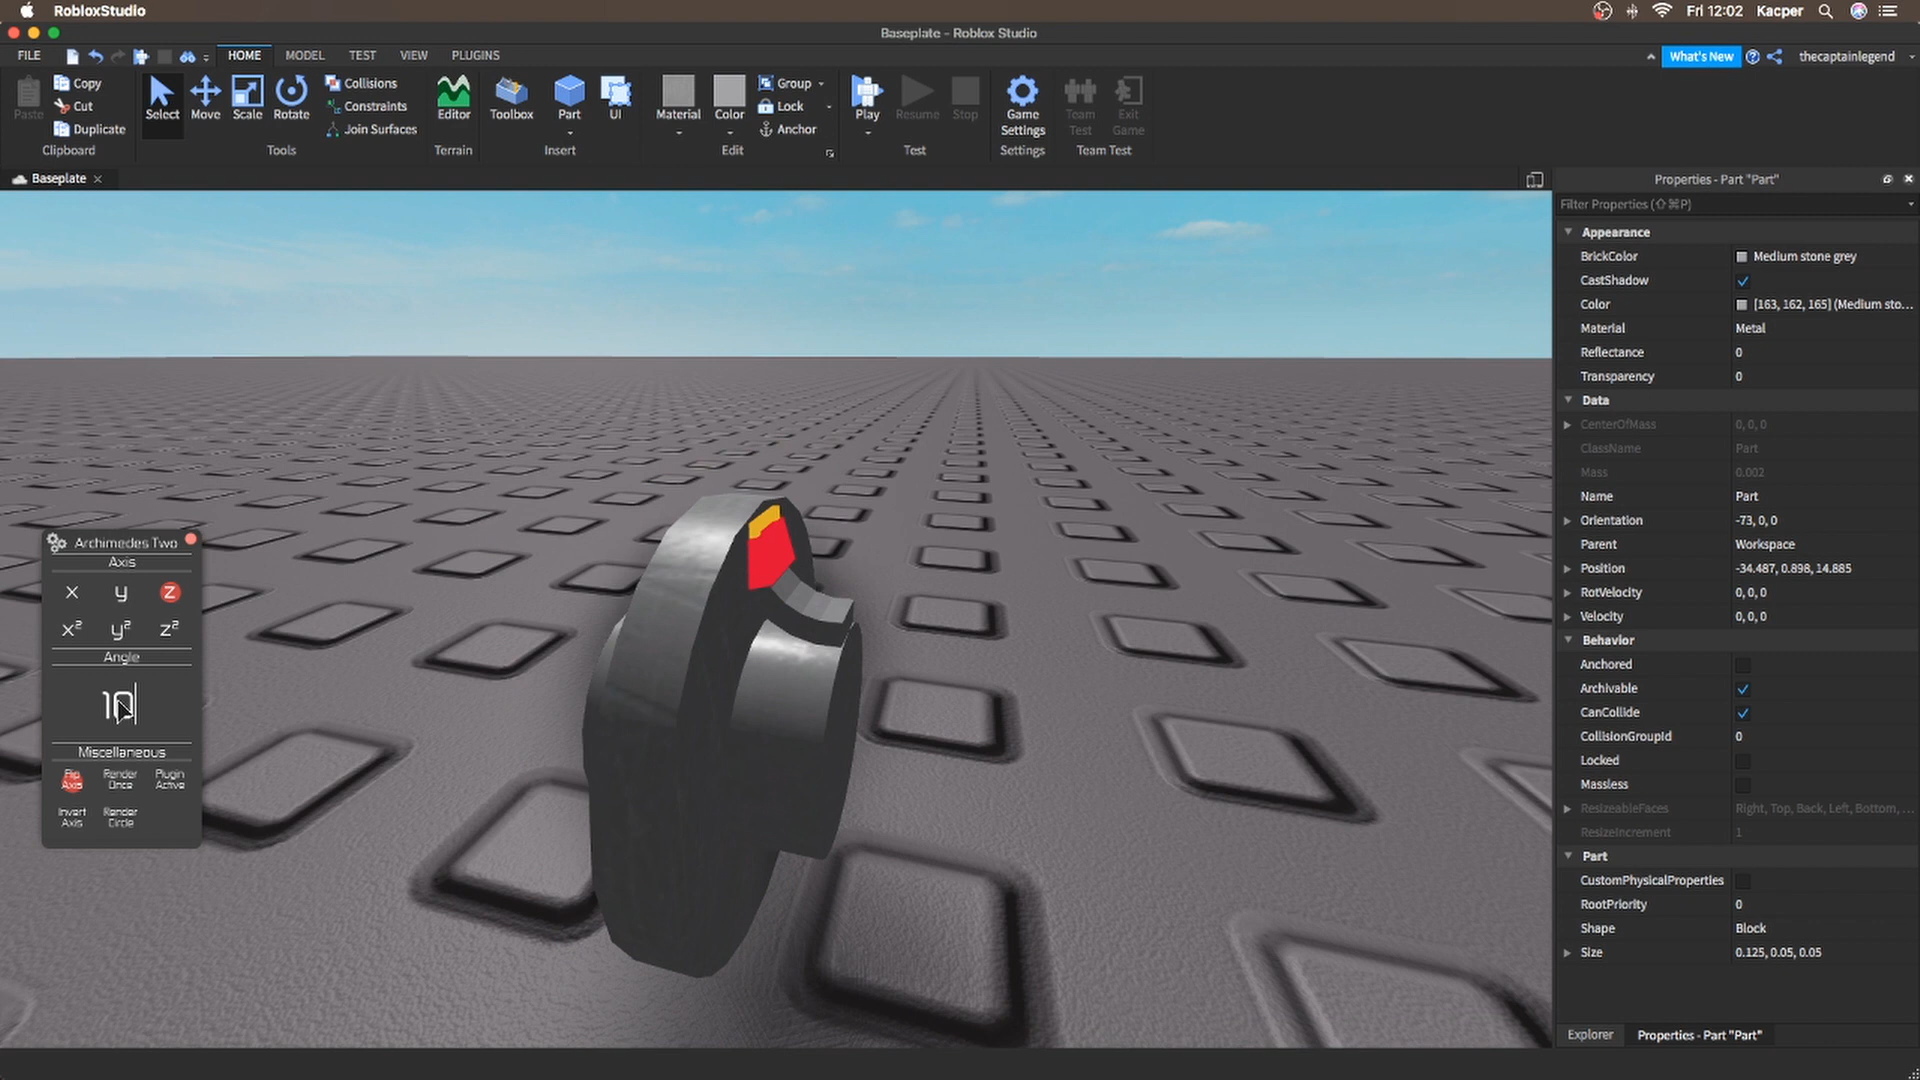 RobloxStudio
Fri 12:02 Kacper
Baseplate - Roblox Studio
FILE HOME MODEL TEST VIEW PLUGINS
What's New thecaptainlegend
Paste Copy Cut Duplicate
Clipboard
Select Move Scale Rotate
Collisions
Constraints
Join Surfaces
Tools
Editor
Terrain
Toolbox Part UI
Insert
Material Color
Group
Lock
Anchor
Edit
Play Resume Stop
Test
Game Settings
Settings
Team Test Exit Game
Team Test
Baseplate
Properties - Part "Part"
Filter Properties (⇧⌘P)
Appearance
BrickColor Medium stone grey
CastShadow
Color [163, 162, 165] (Medium sto...
Material Metal
Reflectance 0
Transparency 0
Data
CenterOfMass 0, 0, 0
ClassName Part
Mass 0.002
Name Part
Orientation -73, 0, 0
Parent Workspace
Position -34.487, 0.898, 14.885
RotVelocity 0, 0, 0
Velocity 0, 0, 0
Behavior
Anchored
Archivable
CanCollide
CollisionGroupId 0
Locked
Massless
ResizeableFaces Right, Top, Back, Left, Bottom, ...
ResizeIncrement 1
Part
CustomPhysicalProperties
RootPriority 0
Shape Block
Size 0.125, 0.05, 0.05
Explorer Properties - Part "Part"
Archimedes Two
Axis
x y z
x² y² z²
Angle
10
Miscellaneous
Flip Axis Render Once Plugin Active
Invert Axis Render Circle